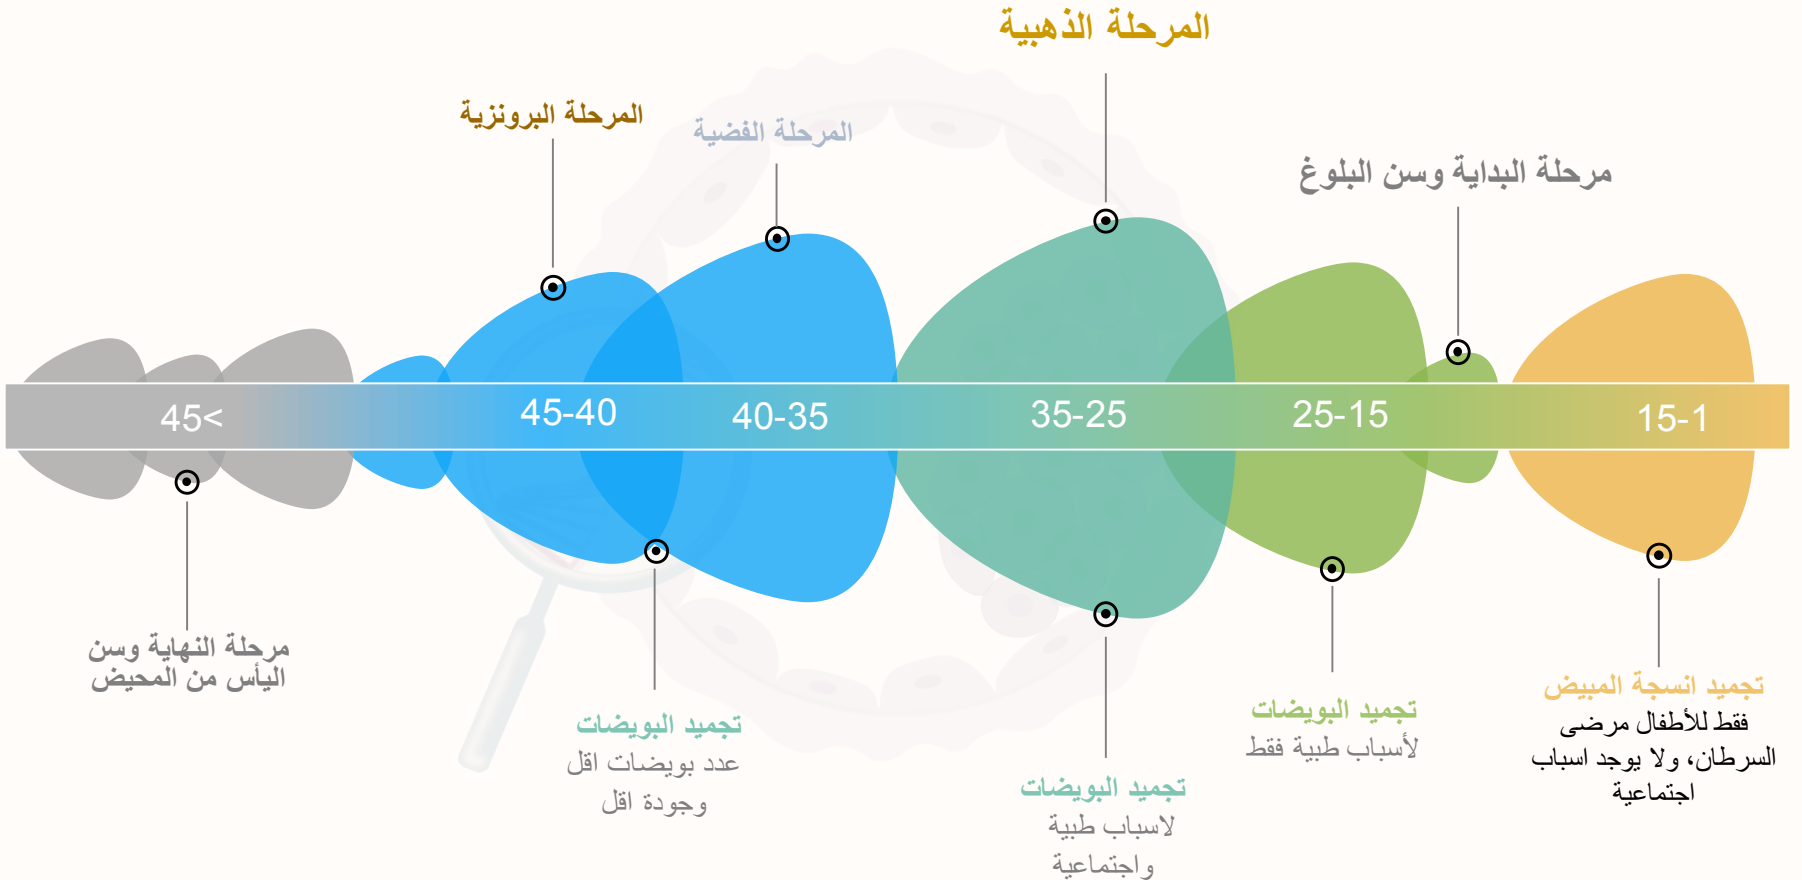 المرحلة الذهبية
المرحلة البرونزية
المرحلة الفضية
مرحلة البداية وسن البلوغ
15-1
25-15
35-25
40-35
45-40
45<
تجميد انسجة المبيض
فقط للأطفال مرضى
السرطان، ولا يوجد اسباب
اجتماعية
تجميد البويضات
لأسباب طبية فقط
تجميد البويضات
لاسباب طبية
واجتماعية
تجميد البويضات
عدد بويضات اقل
وجودة اقل
مرحلة النهاية وسن
اليأس من المحيض